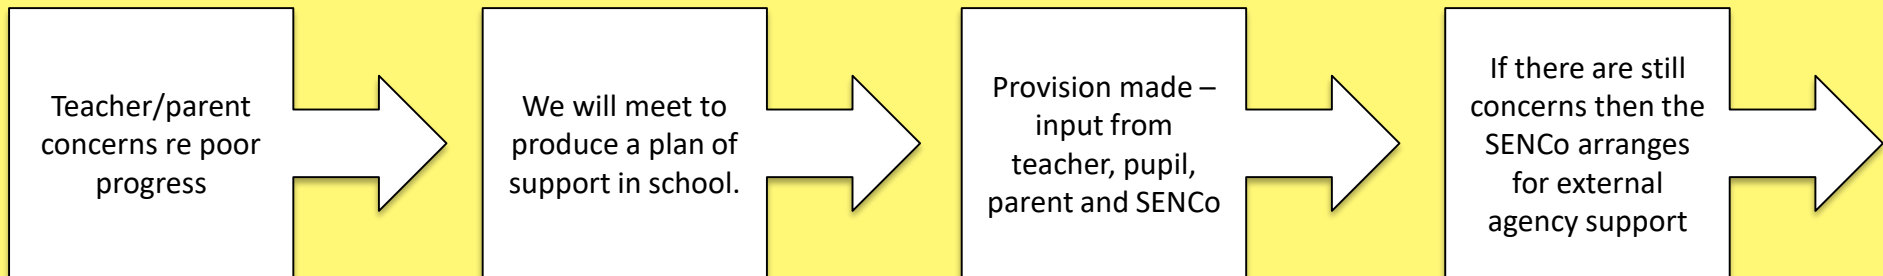 Teacher/parent
concerns re poor
progress
We will meet to
produce a plan of
support in school.
Provision made –
input from
teacher, pupil,
parent and SENCo
If there are still
concerns then the
SENCo arranges
for external
agency support